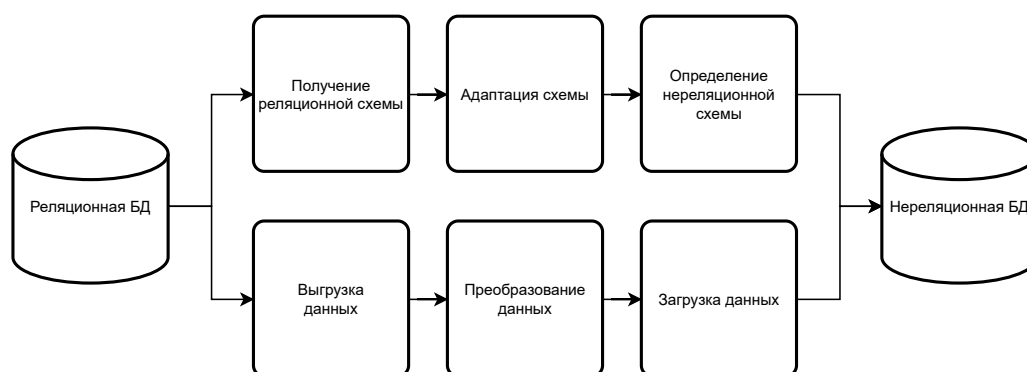 Получение
реляционной схемы
Адаптация схемы
Определение
нереляционной
схемы
Реляционная БД
Нереляционная БД
Выгрузка
данных
Преобразование
данных
Загрузка данных